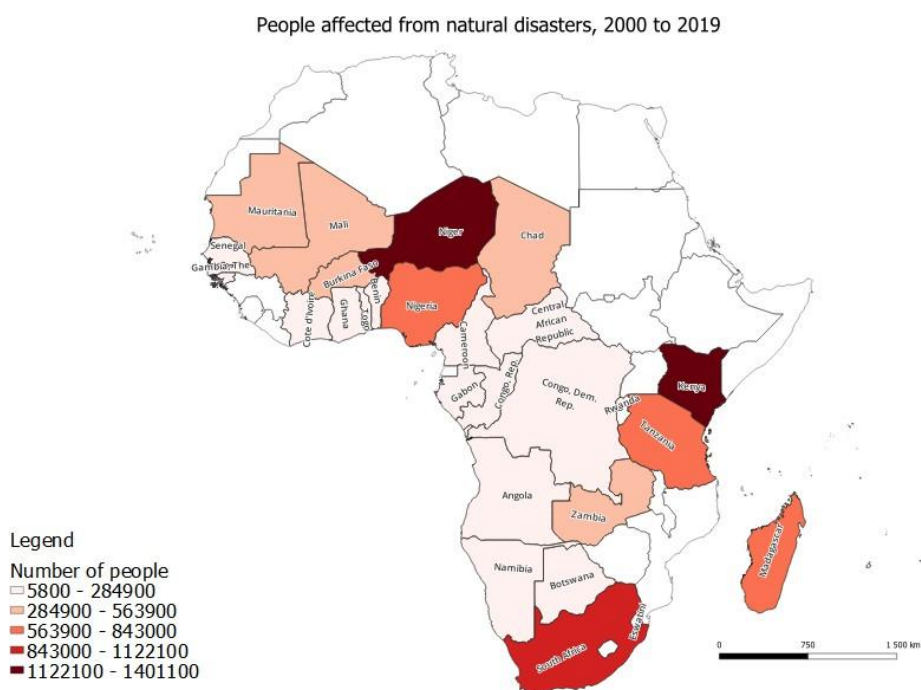 People affected from natural disasters, 2000 to 2019
Mauritania
Mali
Niger
Chad
Senegal
Gambia, The
Burkina Faso
Nigeria
Benin
Togo
Ghana
Cote d'Ivoire
Cameroon
Central
African
Republic
Gabon
Congo, Rep.
Congo, Dem.
Rep.
Rwanda
Kenya
Tanzania
Angola
Zambia
Madagascar
Namibia
Botswana
Eswatini
South Africa
Legend
Number of people
5800 - 284900
284900 - 563900
563900 - 843000
843000 - 1122100
1122100 - 1401100
0 750 1 500 km